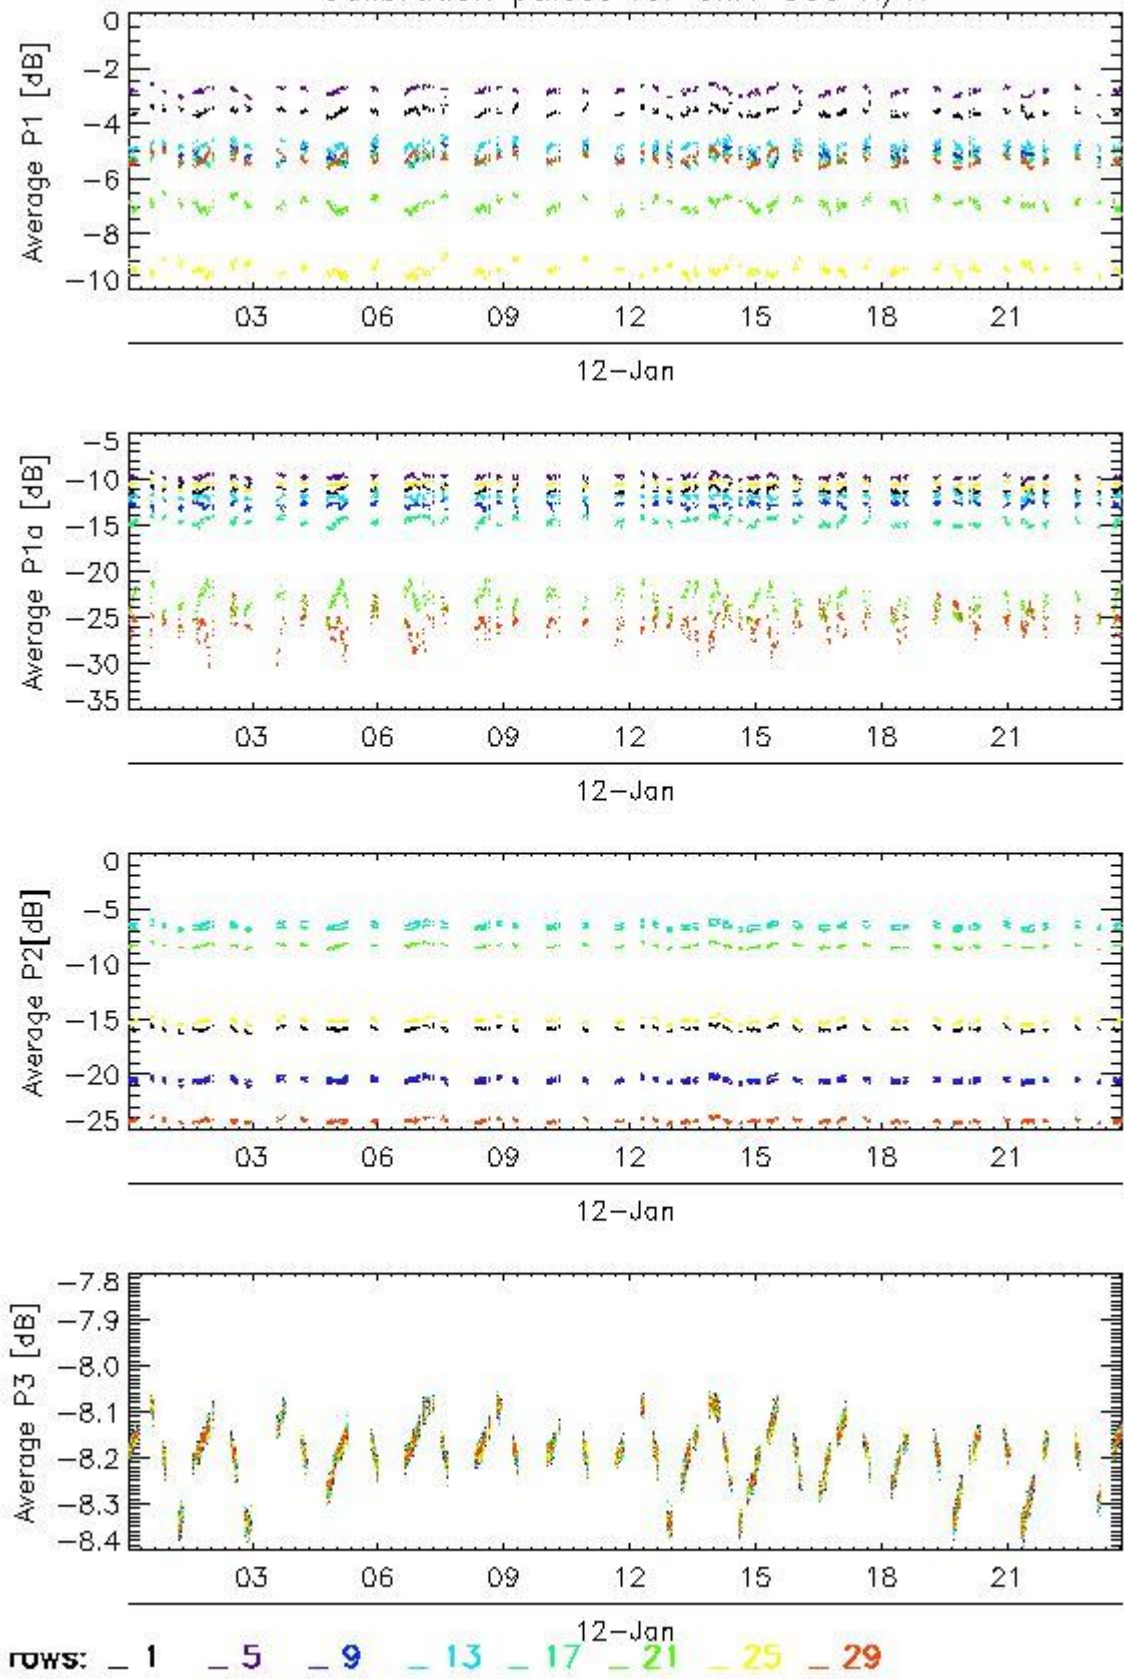 0
-2
-4
-6
-8
-10
Average P1 [dB]
03 06 09 12 15 18 21
12-Jan
-5
-10
-15
-20
-25
-30
-35
Average P1a [dB]
03 06 09 12 15 18 21
12-Jan
0
-5
-10
-15
-20
-25
Average P2[dB]
03 06 09 12 15 18 21
12-Jan
-7.8
-7.9
-8.0
-8.1
-8.2
-8.3
-8.4
Average P3 [dB]
03 06 09 12 15 18 21
12-Jan
rows: _ 1 _ 5 _ 9 _ 13 _ 17 _ 21 _ 25 _ 29